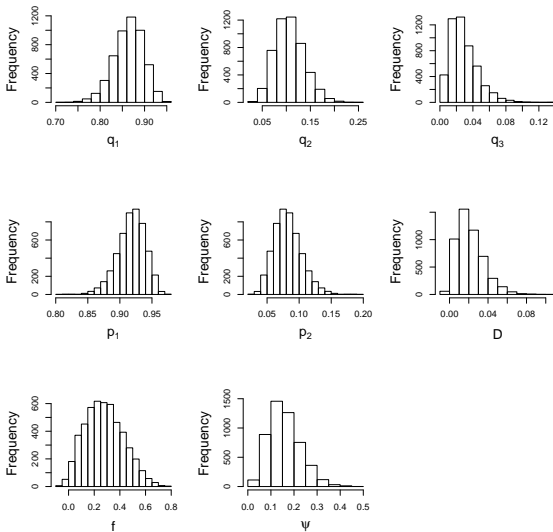 Frequency
0 400 800 1200
0.70 0.80 0.90
q1
Frequency
0 400 800 1200
0.05 0.15 0.25
q2
Frequency
0 400 800 1200
0.00 0.04 0.08 0.12
q3
Frequency
0 200 600
0.80 0.85 0.90 0.95
p1
Frequency
0 200 600
0.05 0.10 0.15 0.20
p2
Frequency
0 500 1500
0.00 0.04 0.08
D
Frequency
0 200 400 600
0.0 0.2 0.4 0.6 0.8
f
Frequency
0 500 1000 1500
0.0 0.1 0.2 0.3 0.4 0.5
ψ